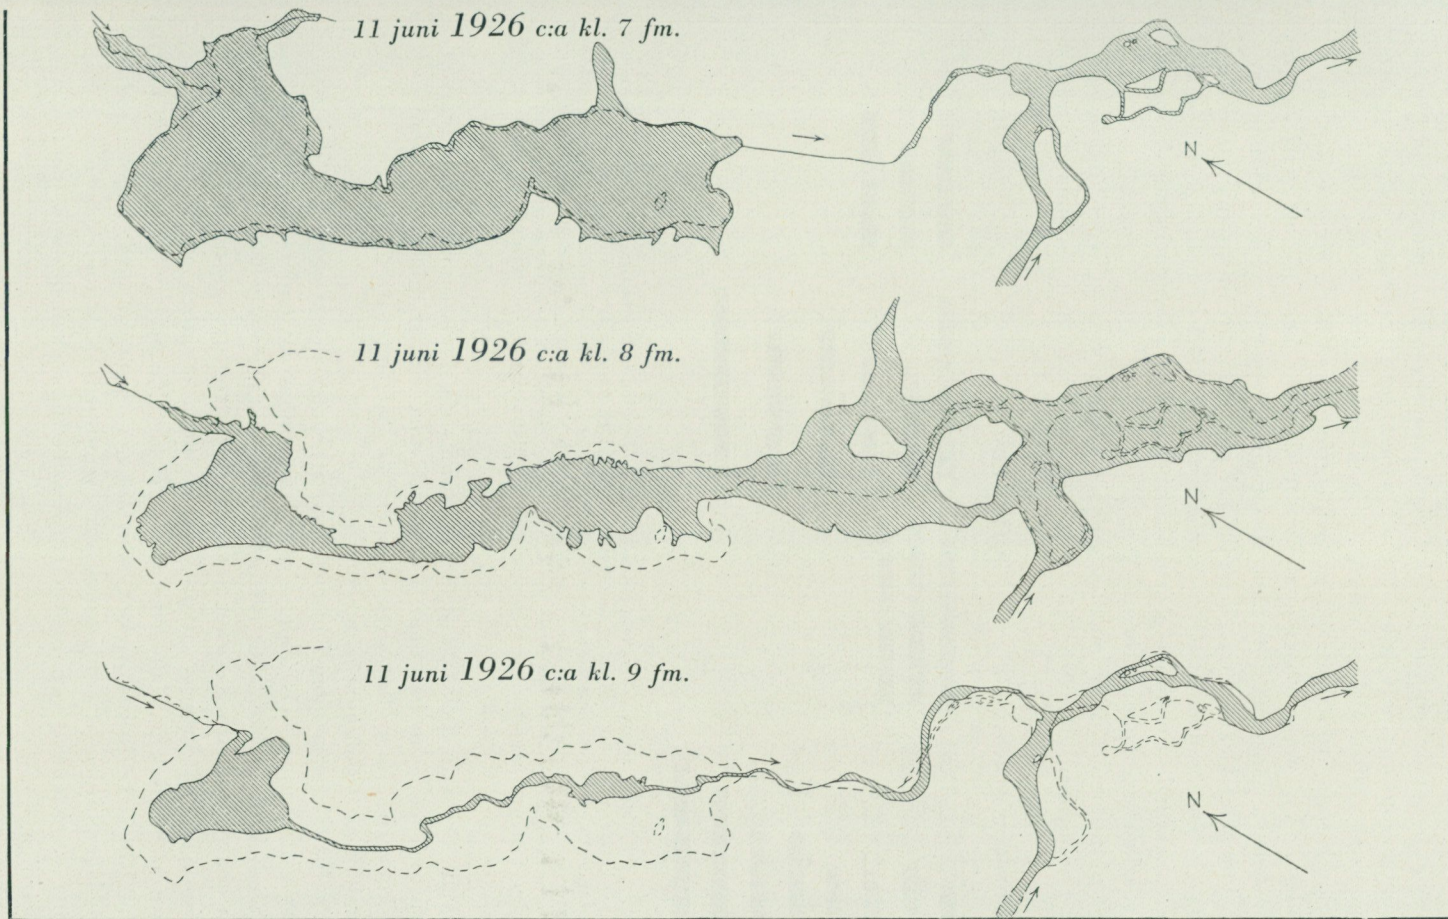 11 juni 1926 c:a kl. 7 fm.
N
11 juni 1926 c:a kl. 8 fm.
N
11 juni 1926 c:a kl. 9 fm.
N